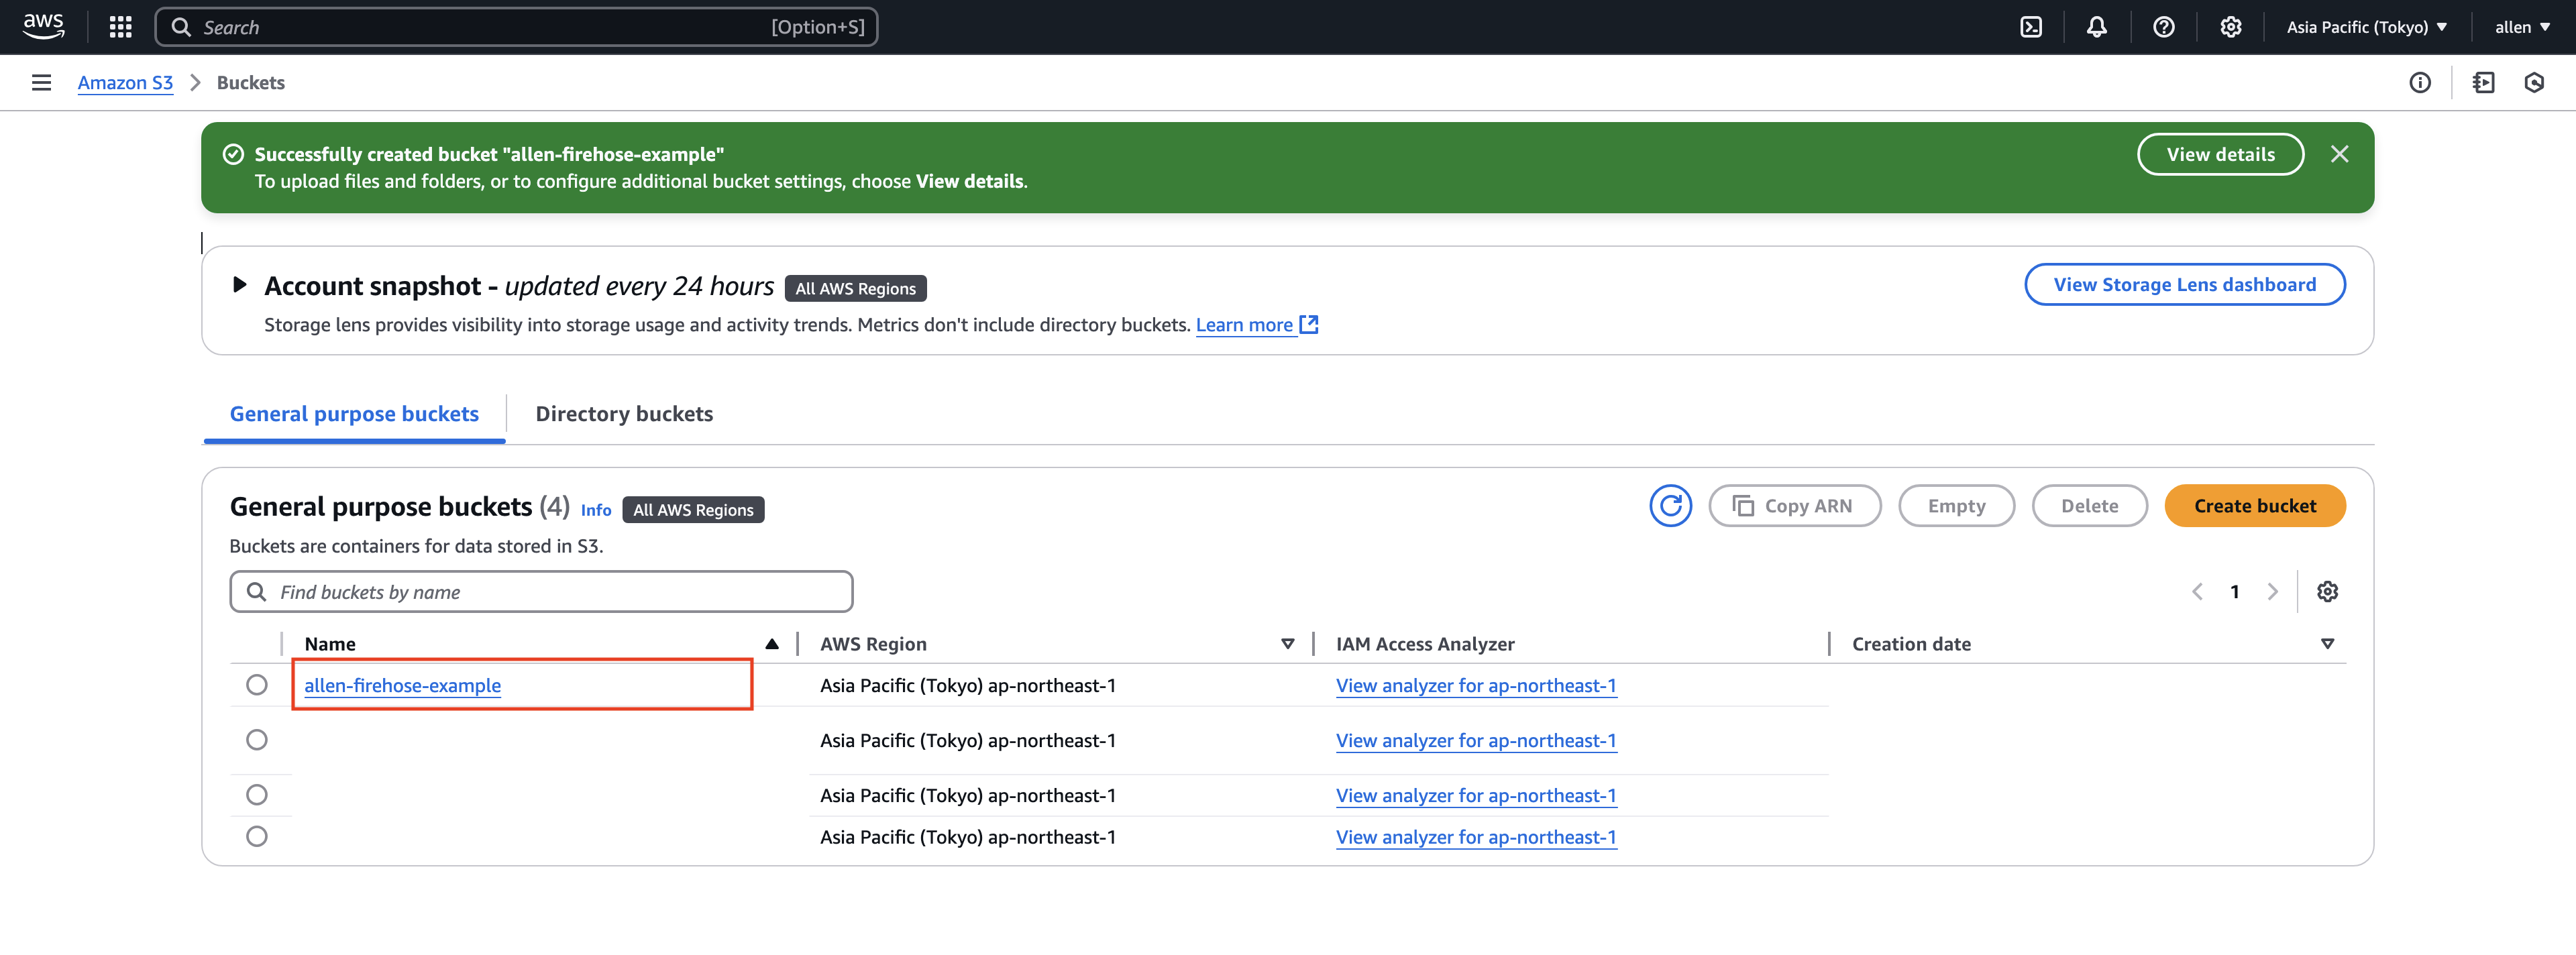 aws
Search [Option+S] Asia Pacific (Tokyo) allen
Amazon S3 Buckets
Successfully created bucket "allen-firehose-example"
To upload files and folders, or to configure additional bucket settings, choose View details.
View details
Account snapshot - updated every 24 hours All AWS Regions
View Storage Lens dashboard
Storage lens provides visibility into storage usage and activity trends. Metrics don't include directory buckets. Learn more
General purpose buckets Directory buckets
General purpose buckets (4) Info All AWS Regions
Copy ARN Empty Delete Create bucket
Buckets are containers for data stored in S3.
Find buckets by name 1
Name AWS Region IAM Access Analyzer Creation date
allen-firehose-example Asia Pacific (Tokyo) ap-northeast-1 View analyzer for ap-northeast-1
Asia Pacific (Tokyo) ap-northeast-1 View analyzer for ap-northeast-1
Asia Pacific (Tokyo) ap-northeast-1 View analyzer for ap-northeast-1
Asia Pacific (Tokyo) ap-northeast-1 View analyzer for ap-northeast-1